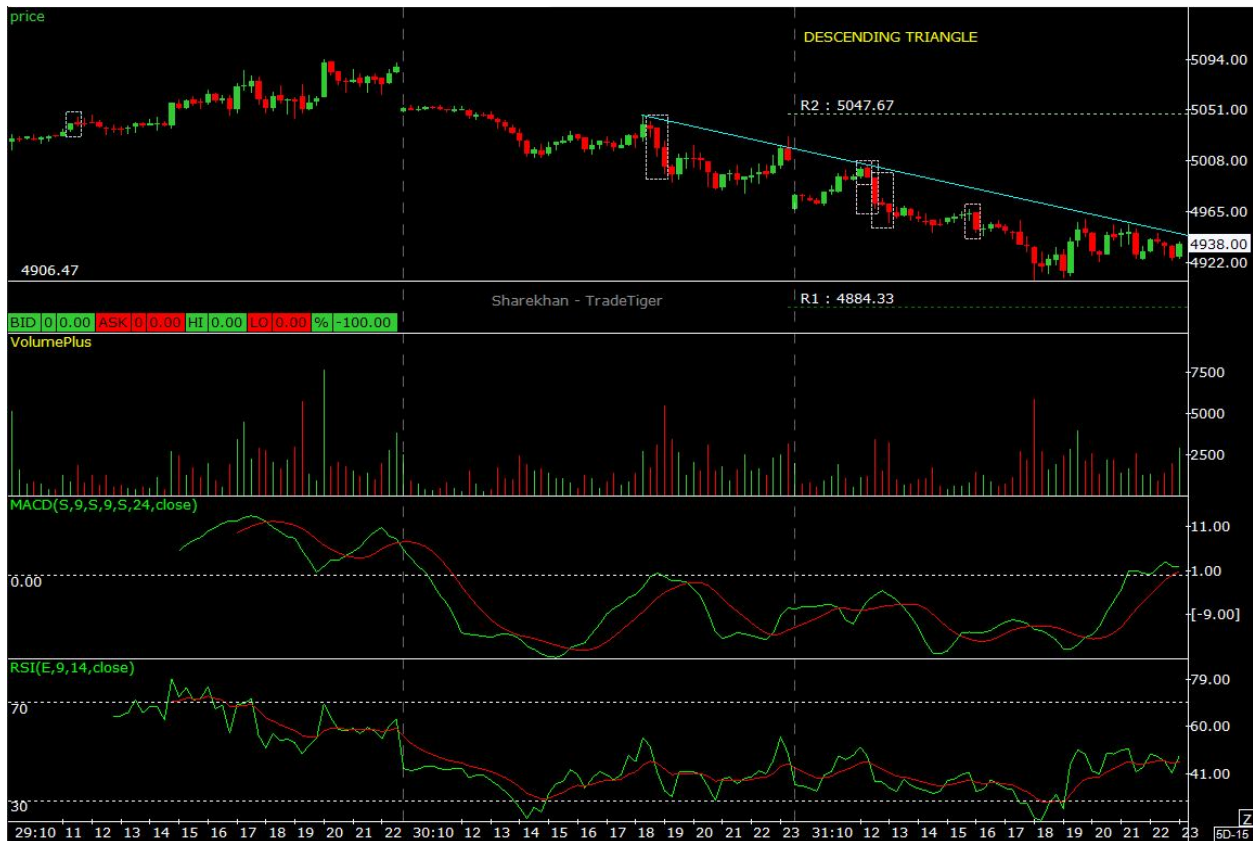 price
DESCENDING TRIANGLE
5094.00
R2 : 5047.67
5051.00
5008.00
4965.00
4938.00
4922.00
4906.47
Sharekhan - TradeTiger
R1 : 4884.33
BID 0 0.00 ASK 0 0.00 HI 0.00 LO 0.00 % -100.00
VolumePlus
7500
5000
2500
MACD(S,9,S,9,S,24,close)
11.00
0.00
1.00
[-9.00]
RSI(E,9,14,close)
79.00
70
60.00
41.00
30
Z
29:10 11 12 13 14 15 16 17 18 19 20 21 22 30:10 11 12 13 14 15 16 17 18 19 20 21 22 23 31:10 12 13 14 15 16 17 18 19 20 21 22 23
5D-15